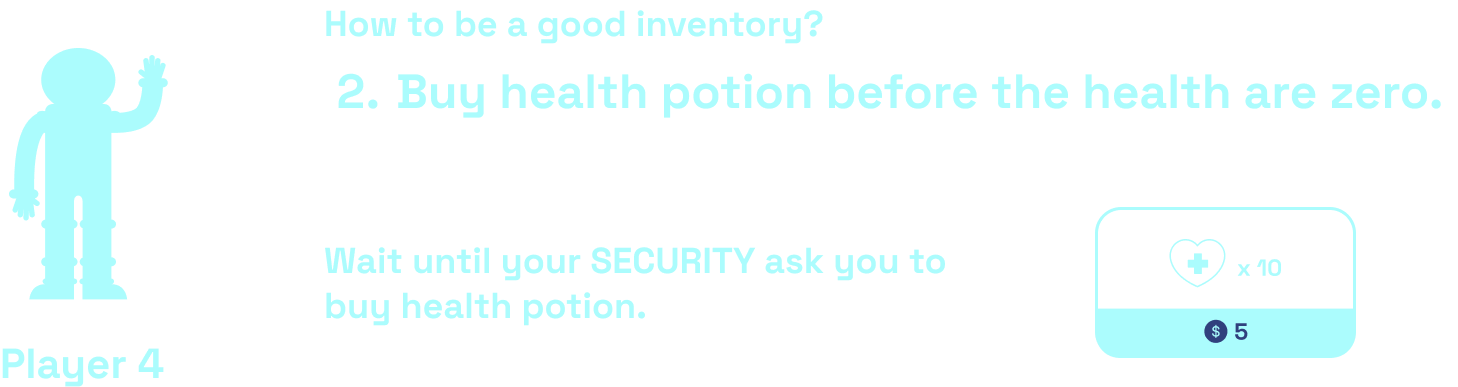 How to be a good inventory?
2. Buy health potion before the health are zero.
Wait until your SECURITY ask you to
buy health potion.
x 10
$ 5
Player 4